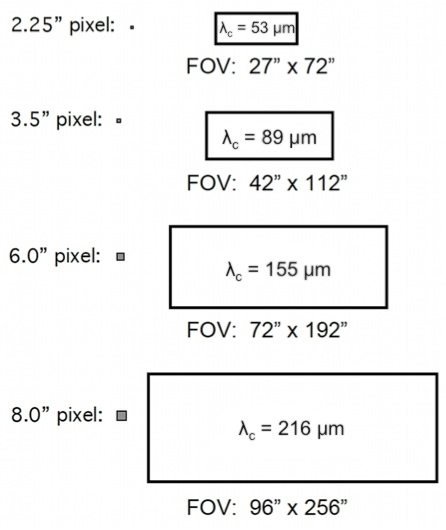 2.25” pixel:
λc = 53 µm
FOV: 27” x 72”
3.5” pixel:
λc = 89 µm
FOV: 42” x 112”
6.0” pixel:
λc = 155 µm
FOV: 72” x 192”
8.0” pixel:
λc = 216 µm
FOV: 96” x 256”